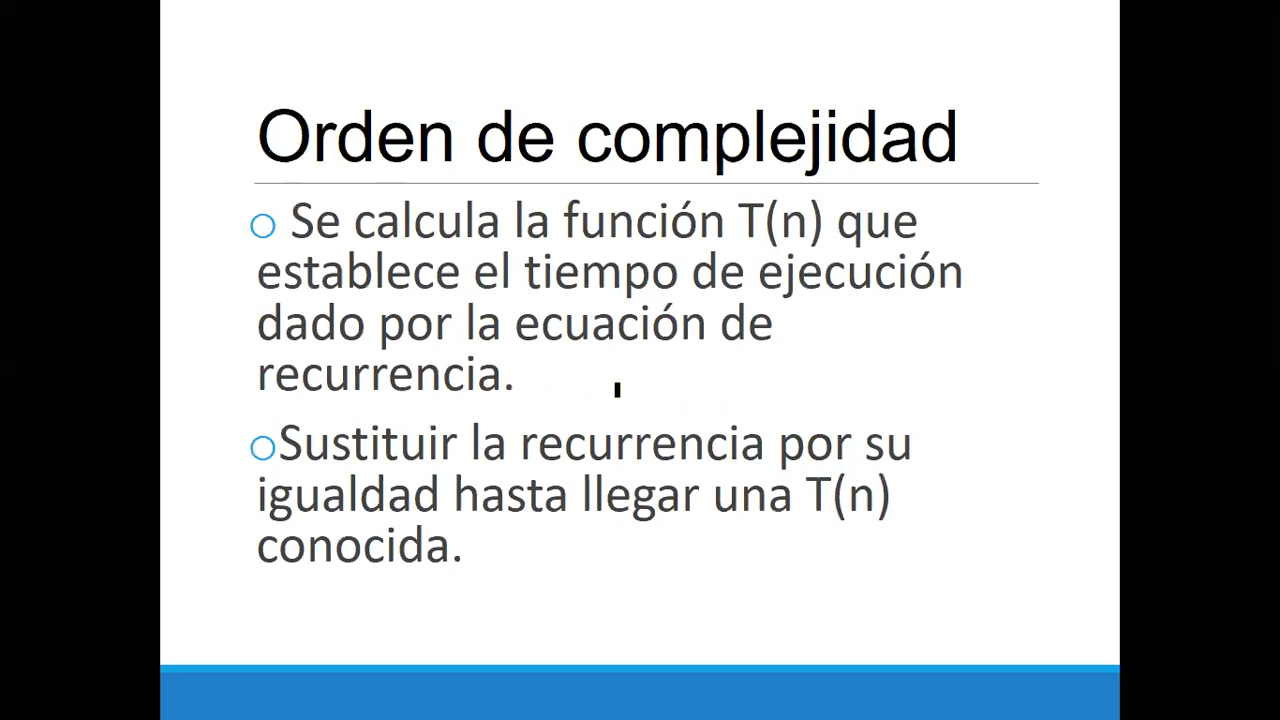 Orden de complejidad
Se calcula la función T(n) que
establece el tiempo de ejecución
dado por la ecuación de
recurrencia.
Sustituir la recurrencia por su
igualdad hasta llegar una T(n)
conocida.